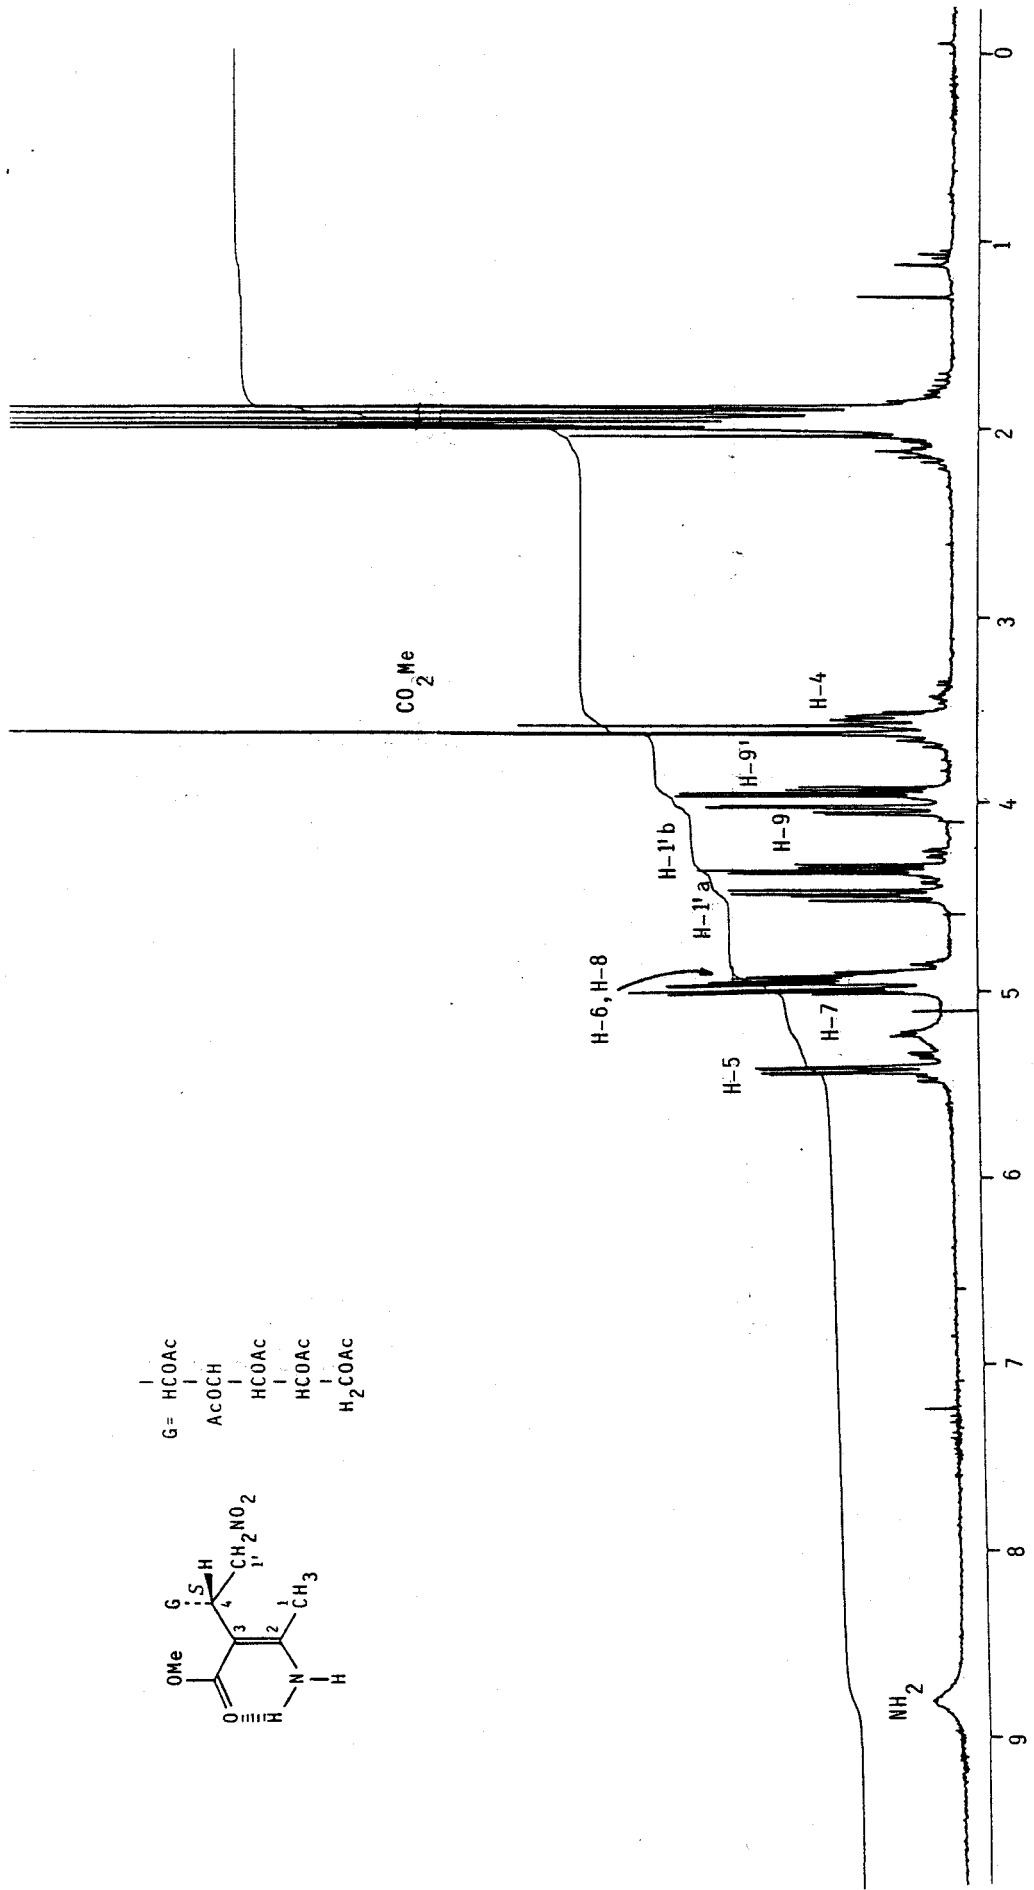 G= HCOAc
AcOCH
HCOAc
HCOAc
H2COAc
OMe
G
S
H
4
CH2NO2
1'
3
2
1
CH3
O
H
N
H
CO2Me
H-4
H-9'
H-9
H-1'b
H-1'a
H-6, H-8
H-7
H-5
NH2
9 8 7 6 5 4 3 2 1 0